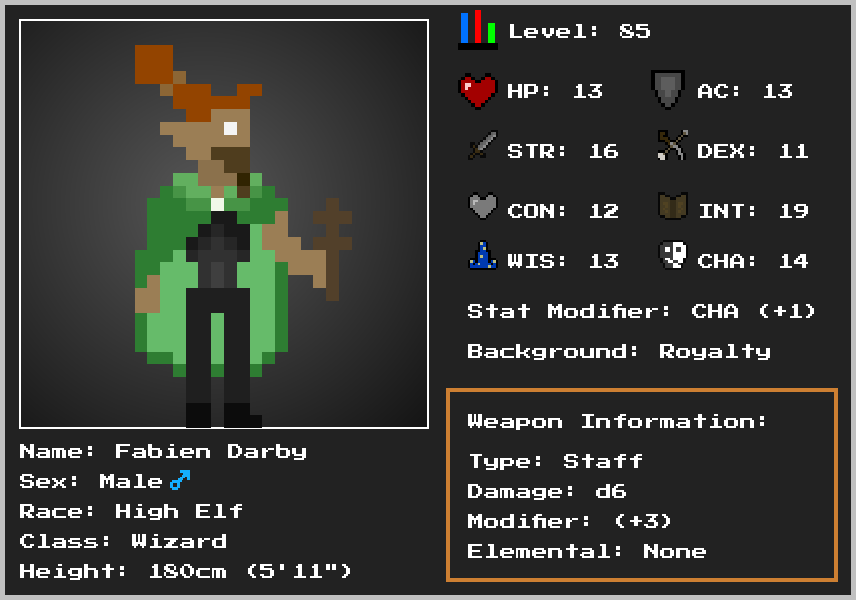 Level: 85
HP: 13
AC: 13
STR: 16
DEX: 11
CON: 12
INT: 19
WIS: 13
CHA: 14
Stat Modifier: CHA (+1)
Background: Royalty
Weapon Information:
Type: Staff
Damage: d6
Modifier: (+3)
Elemental: None
Name: Fabien Darby
Sex: Male♂
Race: High Elf
Class: Wizard
Height: 180cm (5'11")